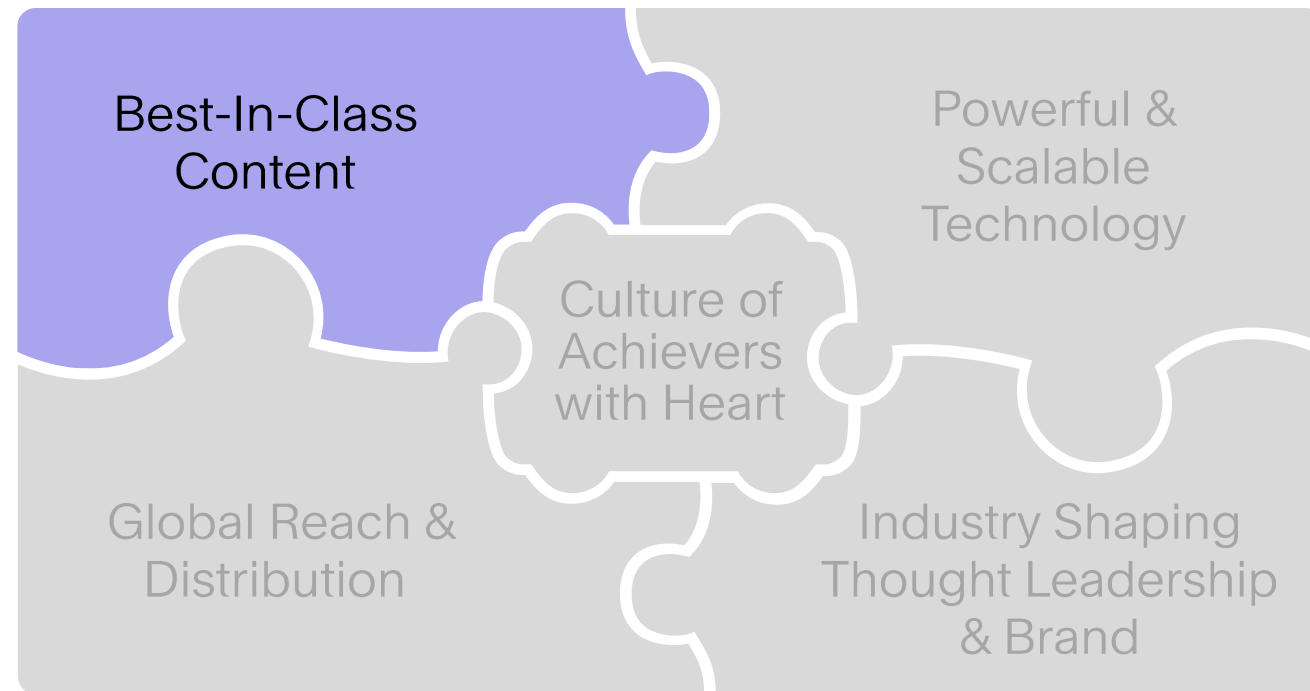 Best-In-Class
Content
Powerful &
Scalable
Technology
Culture of
Achievers
with Heart
Global Reach &
Distribution
Industry Shaping
Thought Leadership
& Brand